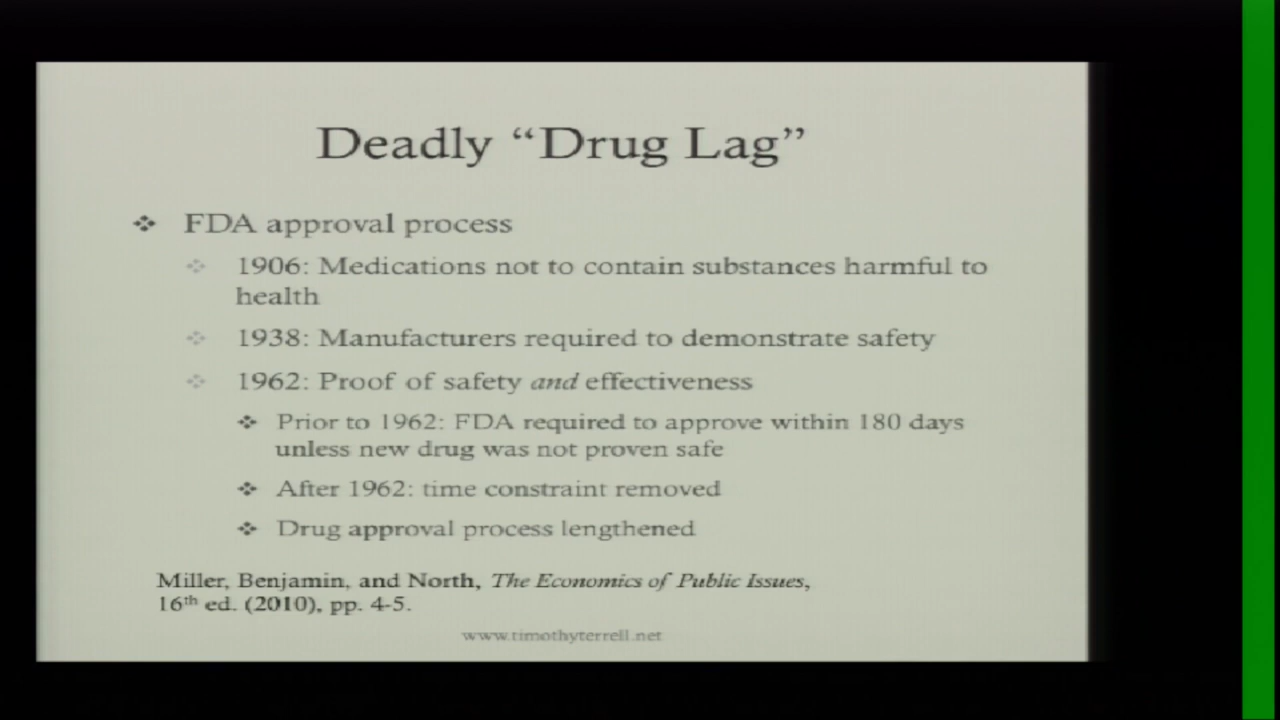 Deadly “Drug Lag”
FDA approval process
1906: Medications not to contain substances harmful to
health
1938: Manufacturers required to demonstrate safety
1962: Proof of safety and effectiveness
Prior to 1962: FDA required to approve within 180 days
unless new drug was not proven safe
After 1962: time constraint removed
Drug approval process lengthened
Miller, Benjamin, and North, The Economics of Public Issues,
16th ed. (2010), pp. 4-5.
www.timothyterrell.net